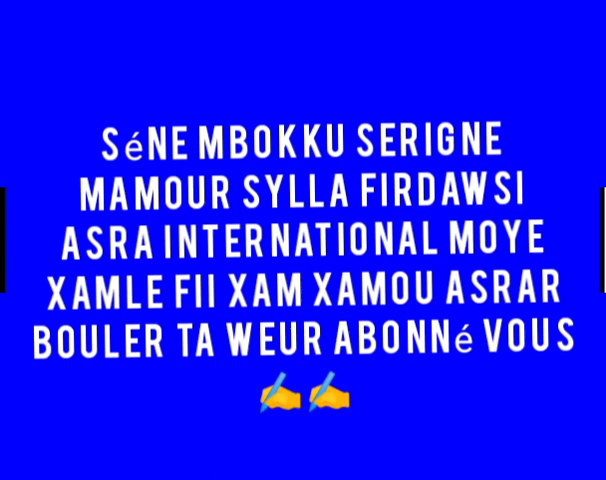 SéNE MBOKKU SERIGNE
MAMOUR SYLLA FIRDAWSI
ASRA INTERNATIONAL MOYE
XAMLE FII XAM XAMOU ASRAR
BOULER TA WEUR ABONNé VOUS
✍️✍️